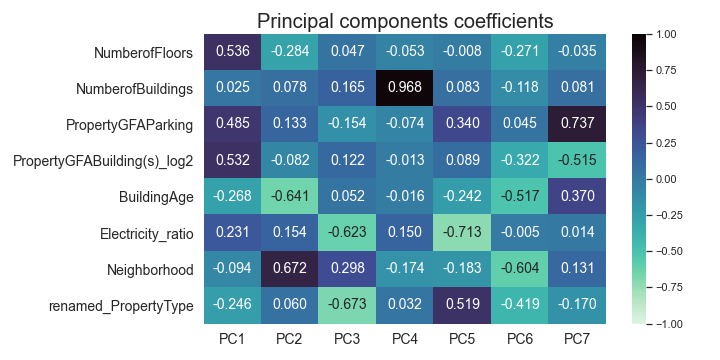 Principal components coefficients
NumberofFloors 0.536 -0.284 0.047 -0.053 -0.008 -0.271 -0.035
NumberofBuildings 0.025 0.078 0.165 0.968 0.083 -0.118 0.081
PropertyGFAParking 0.485 0.133 -0.154 -0.074 0.340 0.045 0.737
PropertyGFABuilding(s)_log2 0.532 -0.082 0.122 -0.013 0.089 -0.322 -0.515
BuildingAge -0.268 -0.641 0.052 -0.016 -0.242 -0.517 0.370
Electricity_ratio 0.231 0.154 -0.623 0.150 -0.713 -0.005 0.014
Neighborhood -0.094 0.672 0.298 -0.174 -0.183 -0.604 0.131
renamed_PropertyType -0.246 0.060 -0.673 0.032 0.519 -0.419 -0.170
PC1 PC2 PC3 PC4 PC5 PC6 PC7
1.00
0.75
0.50
0.25
0.00
-0.25
-0.50
-0.75
-1.00